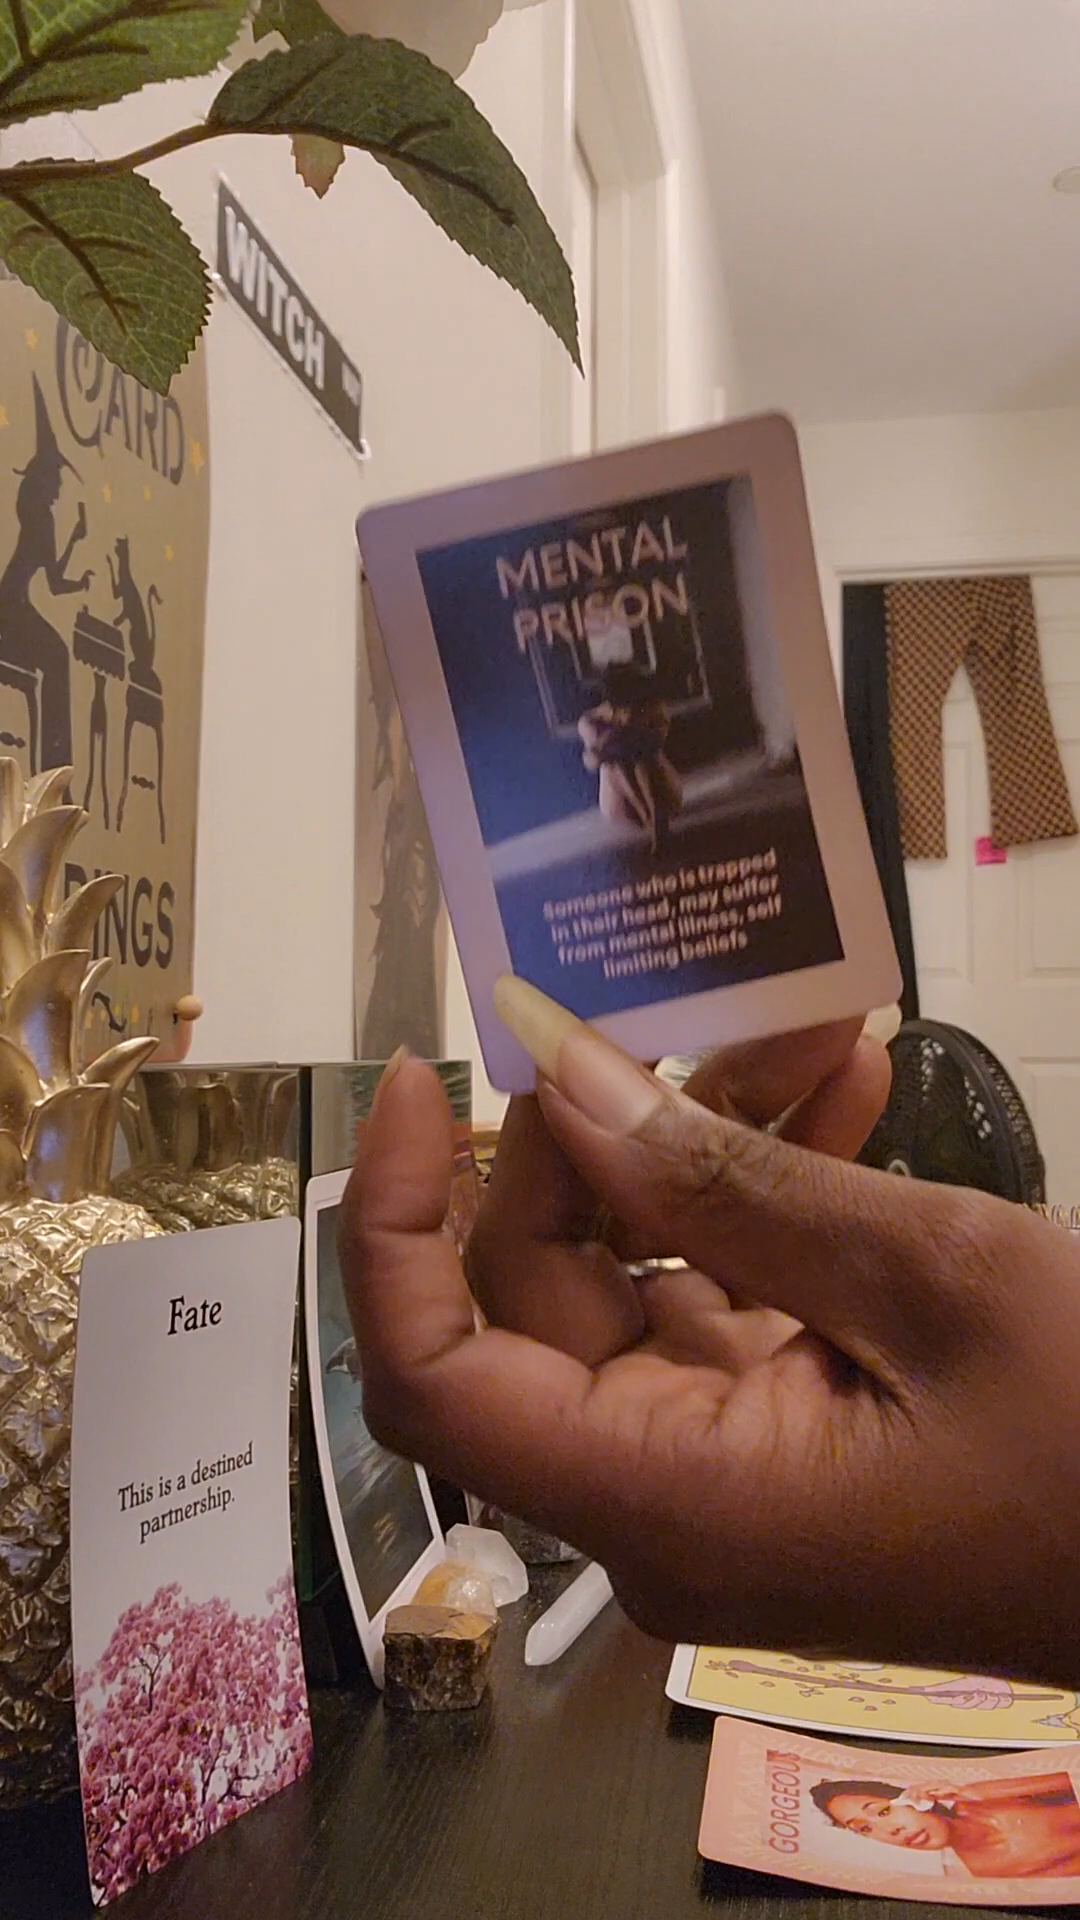 WITCH
CARD
MENTAL
PRISON
Someone who is trapped
in their head, may suffer
from mental illness, self
limiting beliefs
Fate
This is a destined
partnership.
GORGEOUS